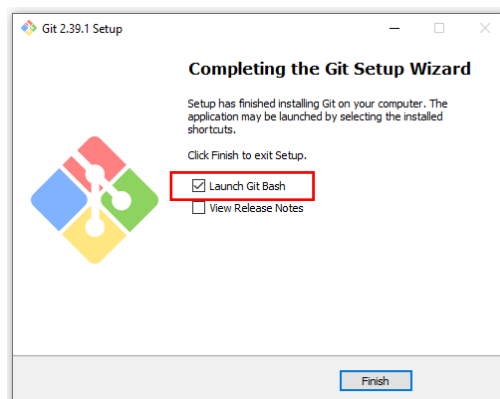 Git 2.39.1 Setup
Completing the Git Setup Wizard
Setup has finished installing Git on your computer. The
application may be launched by selecting the installed
shortcuts.
Click Finish to exit Setup.
Launch Git Bash
View Release Notes
Finish